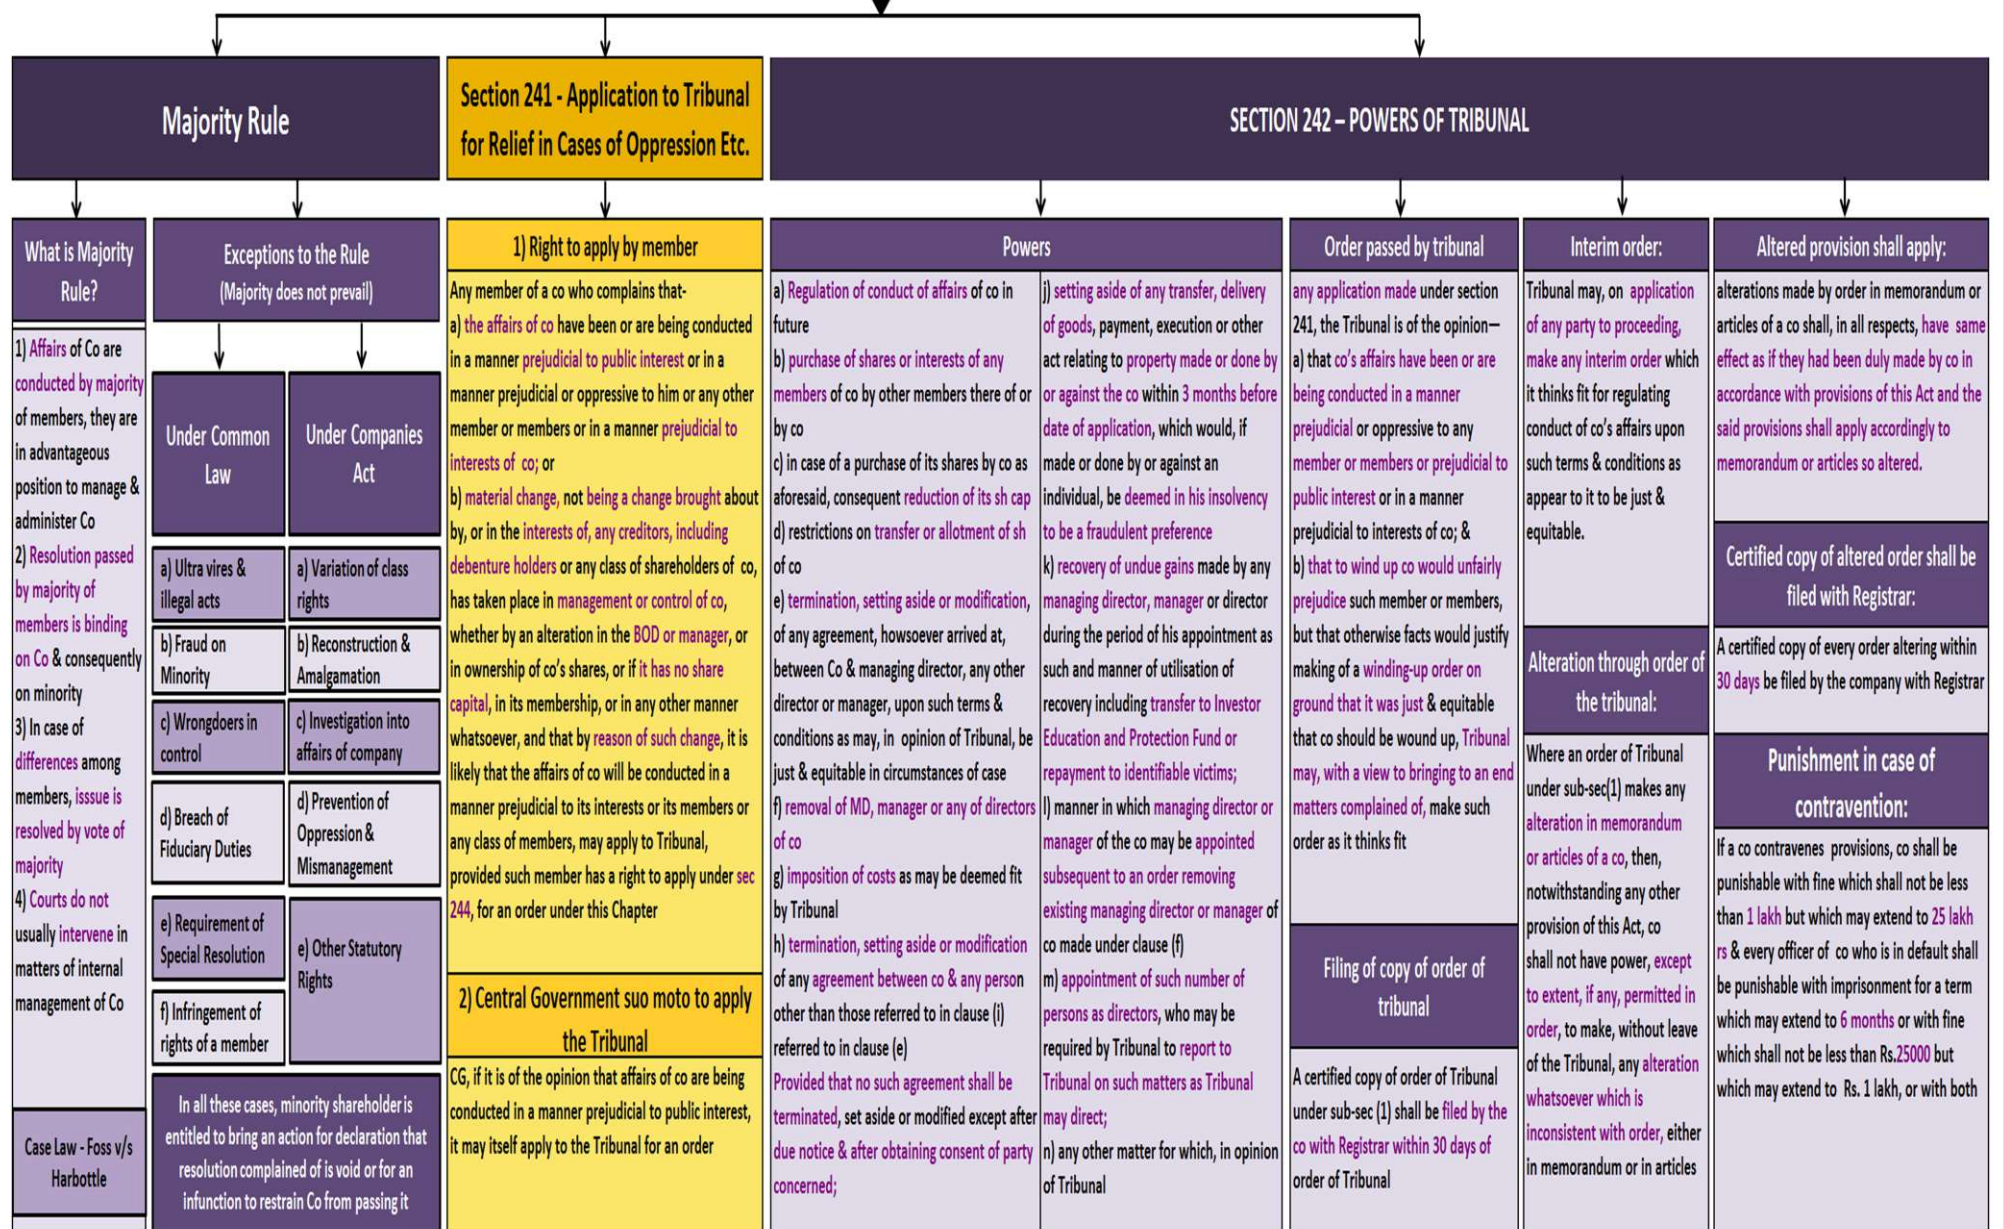 Majority Rule
What is Majority
Rule?
1) Affairs of Co are
conducted by majority
of members, they are
in advantageous
position to manage &
administer Co
2) Resolution passed
by majority of
members is binding
on Co & consequently
on minority
3) In case of
differences among
members, isssue is
resolved by vote of
majority
4) Courts do not
usually intervene in
matters of internal
management of Co
Case Law - Foss v/s
Harbottle
Exceptions to the Rule
(Majority does not prevail)
Under Common
Law
a) Ultra vires &
illegal acts
b) Fraud on
Minority
c) Wrongdoers in
control
d) Breach of
Fiduciary Duties
e) Requirement of
Special Resolution
f) Infringement of
rights of a member
Under Companies
Act
a) Variation of class
rights
b) Reconstruction &
Amalgamation
c) Investigation into
affairs of company
d) Prevention of
Oppression &
Mismanagement
e) Other Statutory
Rights
In all these cases, minority shareholder is
entitled to bring an action for declaration that
resolution complained of is void or for an
infunction to restrain Co from passing it
Section 241 - Application to Tribunal
for Relief in Cases of Oppression Etc.
1) Right to apply by member
Any member of a co who complains that-
a) the affairs of co have been or are being conducted
in a manner prejudicial to public interest or in a
manner prejudicial or oppressive to him or any other
member or members or in a manner prejudicial to
interests of co; or
b) material change, not being a change brought about
by, or in the interests of, any creditors, including
debenture holders or any class of shareholders of co,
has taken place in management or control of co,
whether by an alteration in the BOD or manager, or
in ownership of co's shares, or if it has no share
capital, in its membership, or in any other manner
whatsoever, and that by reason of such change, it is
likely that the affairs of co will be conducted in a
manner prejudicial to its interests or its members or
any class of members, may apply to Tribunal,
provided such member has a right to apply under sec
244, for an order under this Chapter
2) Central Government suo moto to apply
the Tribunal
CG, if it is of the opinion that affairs of co are being
conducted in a manner prejudicial to public interest,
it may itself apply to the Tribunal for an order
SECTION 242 – POWERS OF TRIBUNAL
Powers
a) Regulation of conduct of affairs of co in
future
b) purchase of shares or interests of any
members of co by other members there of or
by co
c) in case of a purchase of its shares by co as
aforesaid, consequent reduction of its sh cap
d) restrictions on transfer or allotment of sh
of co
e) termination, setting aside or modification,
of any agreement, howsoever arrived at,
between Co & managing director, any other
director or manager, upon such terms &
conditions as may, in opinion of Tribunal, be
just & equitable in circumstances of case
f) removal of MD, manager or any of directors
of co
g) imposition of costs as may be deemed fit
by Tribunal
h) termination, setting aside or modification
of any agreement between co & any person
other than those referred to in clause (i)
referred to in clause (e)
Provided that no such agreement shall be
terminated, set aside or modified except after
due notice & after obtaining consent of party
concerned;
j) setting aside of any transfer, delivery
of goods, payment, execution or other
act relating to property made or done by
or against the co within 3 months before
date of application, which would, if
made or done by or against an
individual, be deemed in his insolvency
to be a fraudulent preference
k) recovery of undue gains made by any
managing director, manager or director
during the period of his appointment as
such and manner of utilisation of
recovery including transfer to Investor
Education and Protection Fund or
repayment to identifiable victims;
l) manner in which managing director or
manager of the co may be appointed
subsequent to an order removing
existing managing director or manager of
co made under clause (f)
m) appointment of such number of
persons as directors, who may be
required by Tribunal to report to
Tribunal on such matters as Tribunal
may direct;
n) any other matter for which, in opinion
of Tribunal
Order passed by tribunal
any application made under section
241, the Tribunal is of the opinion—
a) that co's affairs have been or are
being conducted in a manner
prejudicial or oppressive to any
member or members or prejudicial to
public interest or in a manner
prejudicial to interests of co; &
b) that to wind up co would unfairly
prejudice such member or members,
but that otherwise facts would justify
making of a winding-up order on
ground that it was just & equitable
that co should be wound up, Tribunal
may, with a view to bringing to an end
matters complained of, make such
order as it thinks fit
Filing of copy of order of
tribunal
A certified copy of order of Tribunal
under sub-sec (1) shall be filed by the
co with Registrar within 30 days of
order of Tribunal
Interim order:
Tribunal may, on application
of any party to proceeding,
make any interim order which
it thinks fit for regulating
conduct of co's affairs upon
such terms & conditions as
appear to it to be just &
equitable.
Alteration through order of
the tribunal:
Where an order of Tribunal
under sub-sec(1) makes any
alteration in memorandum
or articles of a co, then,
notwithstanding any other
provision of this Act, co
shall not have power, except
to extent, if any, permitted in
order, to make, without leave
of the Tribunal, any alteration
whatsoever which is
inconsistent with order, either
in memorandum or in articles
Altered provision shall apply:
alterations made by order in memorandum or
articles of a co shall, in all respects, have same
effect as if they had been duly made by co in
accordance with provisions of this Act and the
said provisions shall apply accordingly to
memorandum or articles so altered.
Certified copy of altered order shall be
filed with Registrar:
A certified copy of every order altering within
30 days be filed by the company with Registrar
Punishment in case of
contravention:
If a co contravenes provisions, co shall be
punishable with fine which shall not be less
than 1 lakh but which may extend to 25 lakh
rs & every officer of co who is in default shall
be punishable with imprisonment for a term
which may extend to 6 months or with fine
which shall not be less than Rs.25000 but
which may extend to Rs. 1 lakh, or with both